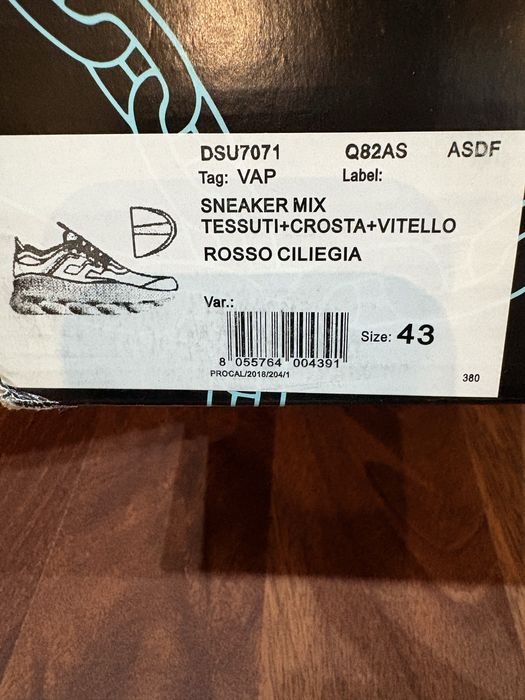 DSU7071 Q82AS ASDF
Tag: VAP Label:
SNEAKER MIX
TESSUTI+CROSTA+VITELLO
ROSSO CILIEGIA
Var.:
Size: 43
8 055764 004391
PROCAL/2018/204/1
380